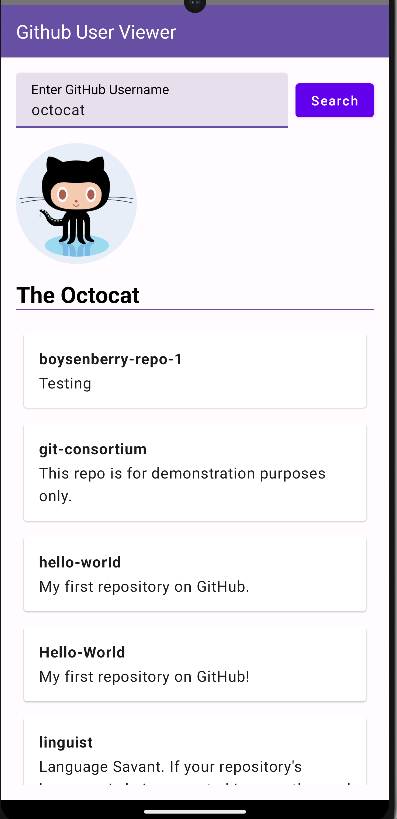 Github User Viewer
Enter GitHub Username
octocat
Search
The Octocat
boysenberry-repo-1
Testing
git-consortium
This repo is for demonstration purposes
only.
hello-world
My first repository on GitHub.
Hello-World
My first repository on GitHub!
linguist
Language Savant. If your repository's